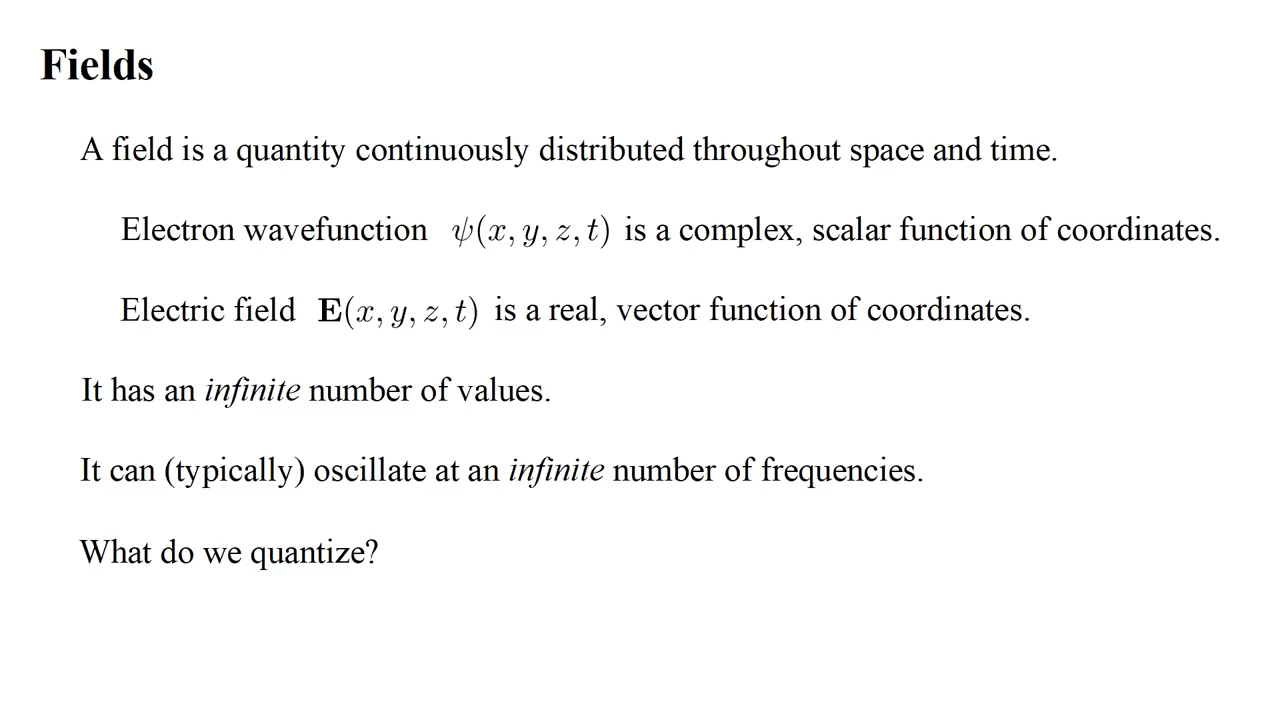 Fields
A field is a quantity continuously distributed throughout space and time.
Electron wavefunction ψ(x, y, z, t) is a complex, scalar function of coordinates.
Electric field E(x, y, z, t) is a real, vector function of coordinates.
It has an infinite number of values.
It can (typically) oscillate at an infinite number of frequencies.
What do we quantize?